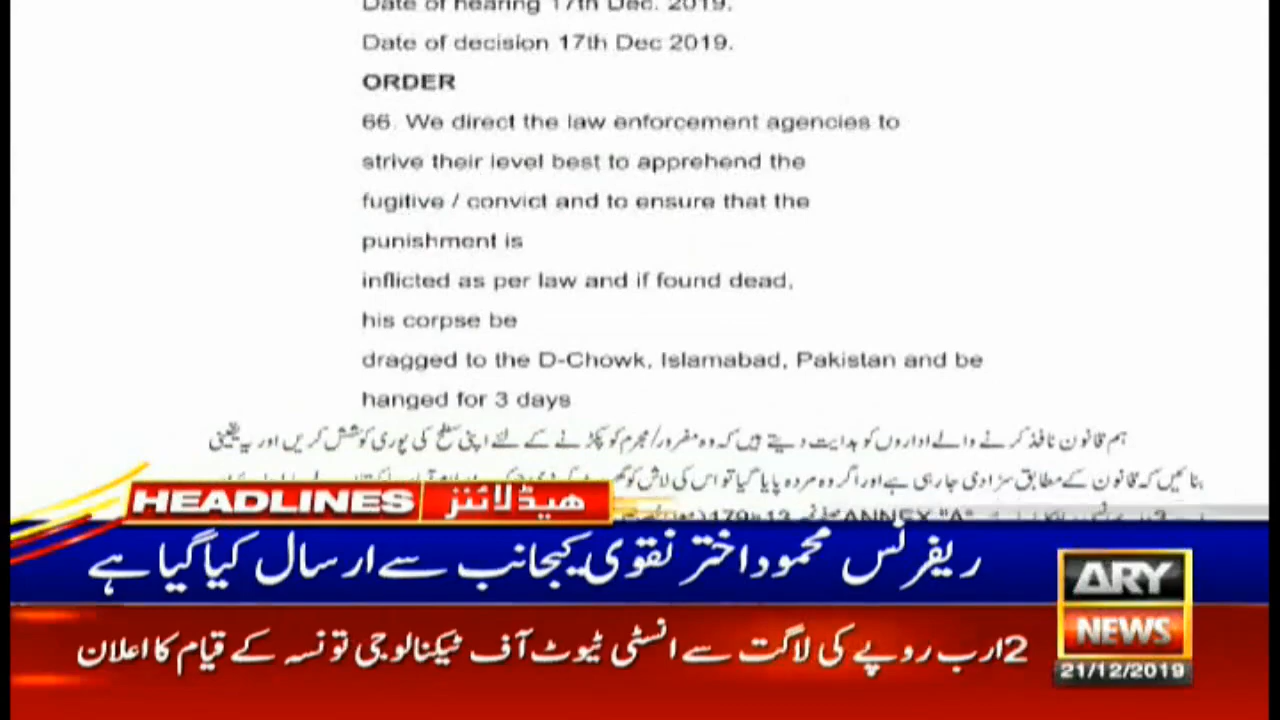 Date of hearing 17th Dec. 2019.
Date of decision 17th Dec 2019.
ORDER
66. We direct the law enforcement agencies to
strive their level best to apprehend the
fugitive / convict and to ensure that the
punishment is
inflicted as per law and if found dead,
his corpse be
dragged to the D-Chowk, Islamabad, Pakistan and be
hanged for 3 days
ہم قانون نافذ کرنے والے اداروں کو ہدایت دیتے ہیں کہ وہ مفرور/مجرم کو پکڑنے کے لئے اپنی سطح کی پوری کوشش کریں اور یہ یقینی
بنائیں کہ قانون کے مطابق سزا دی جا رہی ہے اور اگر وہ مردہ پایا گیا تو اس کی لاش کو
ANNEX "A"
HEADLINES ہیڈلائنز
ریفرنس محمود اختر نقوی کیجانب سے ارسال کیا گیا ہے
2ارب روپے کی لاگت سے انسٹی ٹیوٹ آف ٹیکنالوجی تونسہ کے قیام کا اعلان
ARY
NEWS
21/12/2019